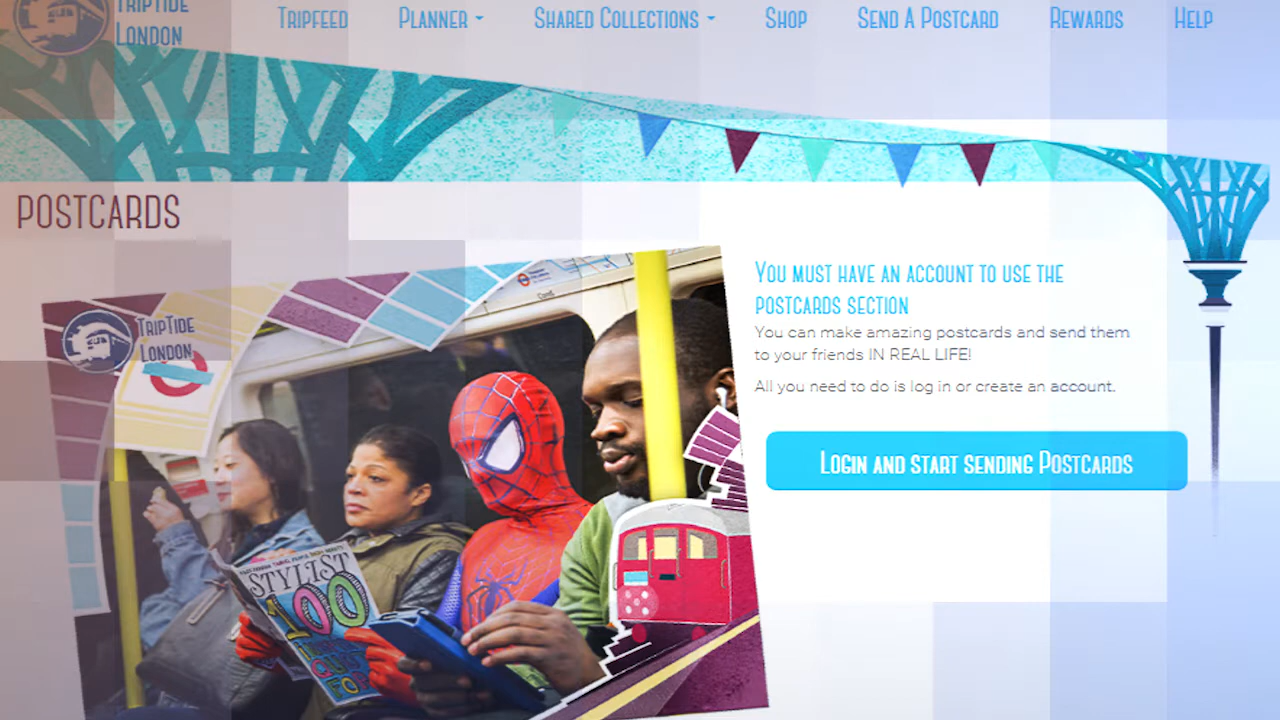 TripTide
London
Tripfeed
Planner
Shared Collections
Shop
Send A Postcard
Rewards
Help
Postcards
You must have an account to use the
postcards section
You can make amazing postcards and send them
to your friends IN REAL LIFE!
All you need to do is log in or create an account.
Login and start sending Postcards
TripTide
London
STYLIST
100